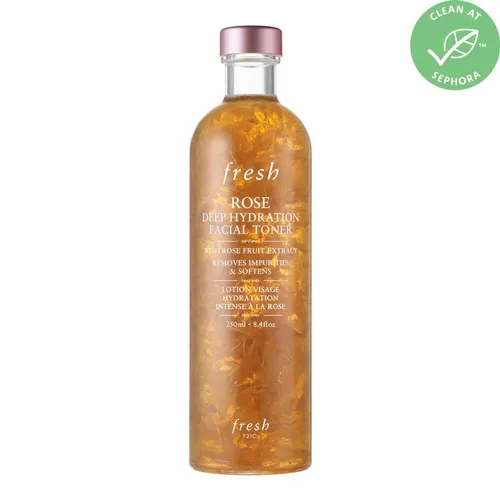 CLEAN AT
SEPHORA
TM
fresh
ROSE
DEEP HYDRATION
FACIAL TONER
WITH ROSE FRUIT EXTRACT
REMOVES IMPURITIES
& SOFTENS
LOTION VISAGE
HYDRATATION
INTENSE À LA ROSE
250ml - 8.4fl.oz.
fresh
F21C